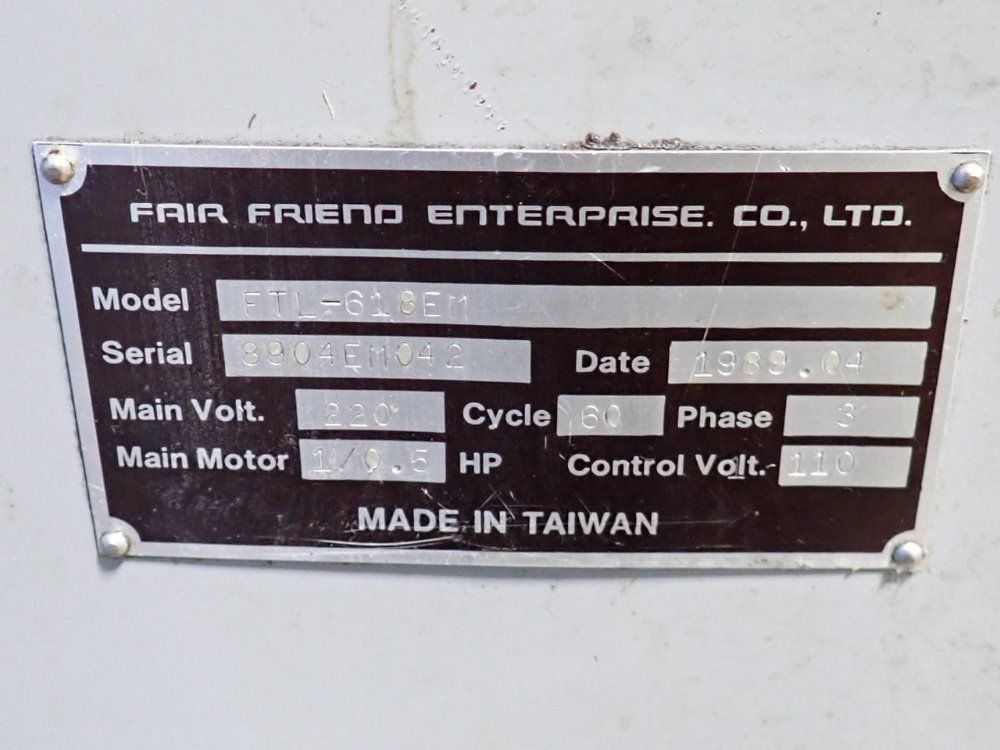 FAIR FRIEND ENTERPRISE. CO., LTD.
Model FTL-618EM
Serial 8904EM042 Date 1989.04
Main Volt. 220 Cycle 60 Phase 3
Main Motor 1/0.5 HP Control Volt. 110
MADE IN TAIWAN